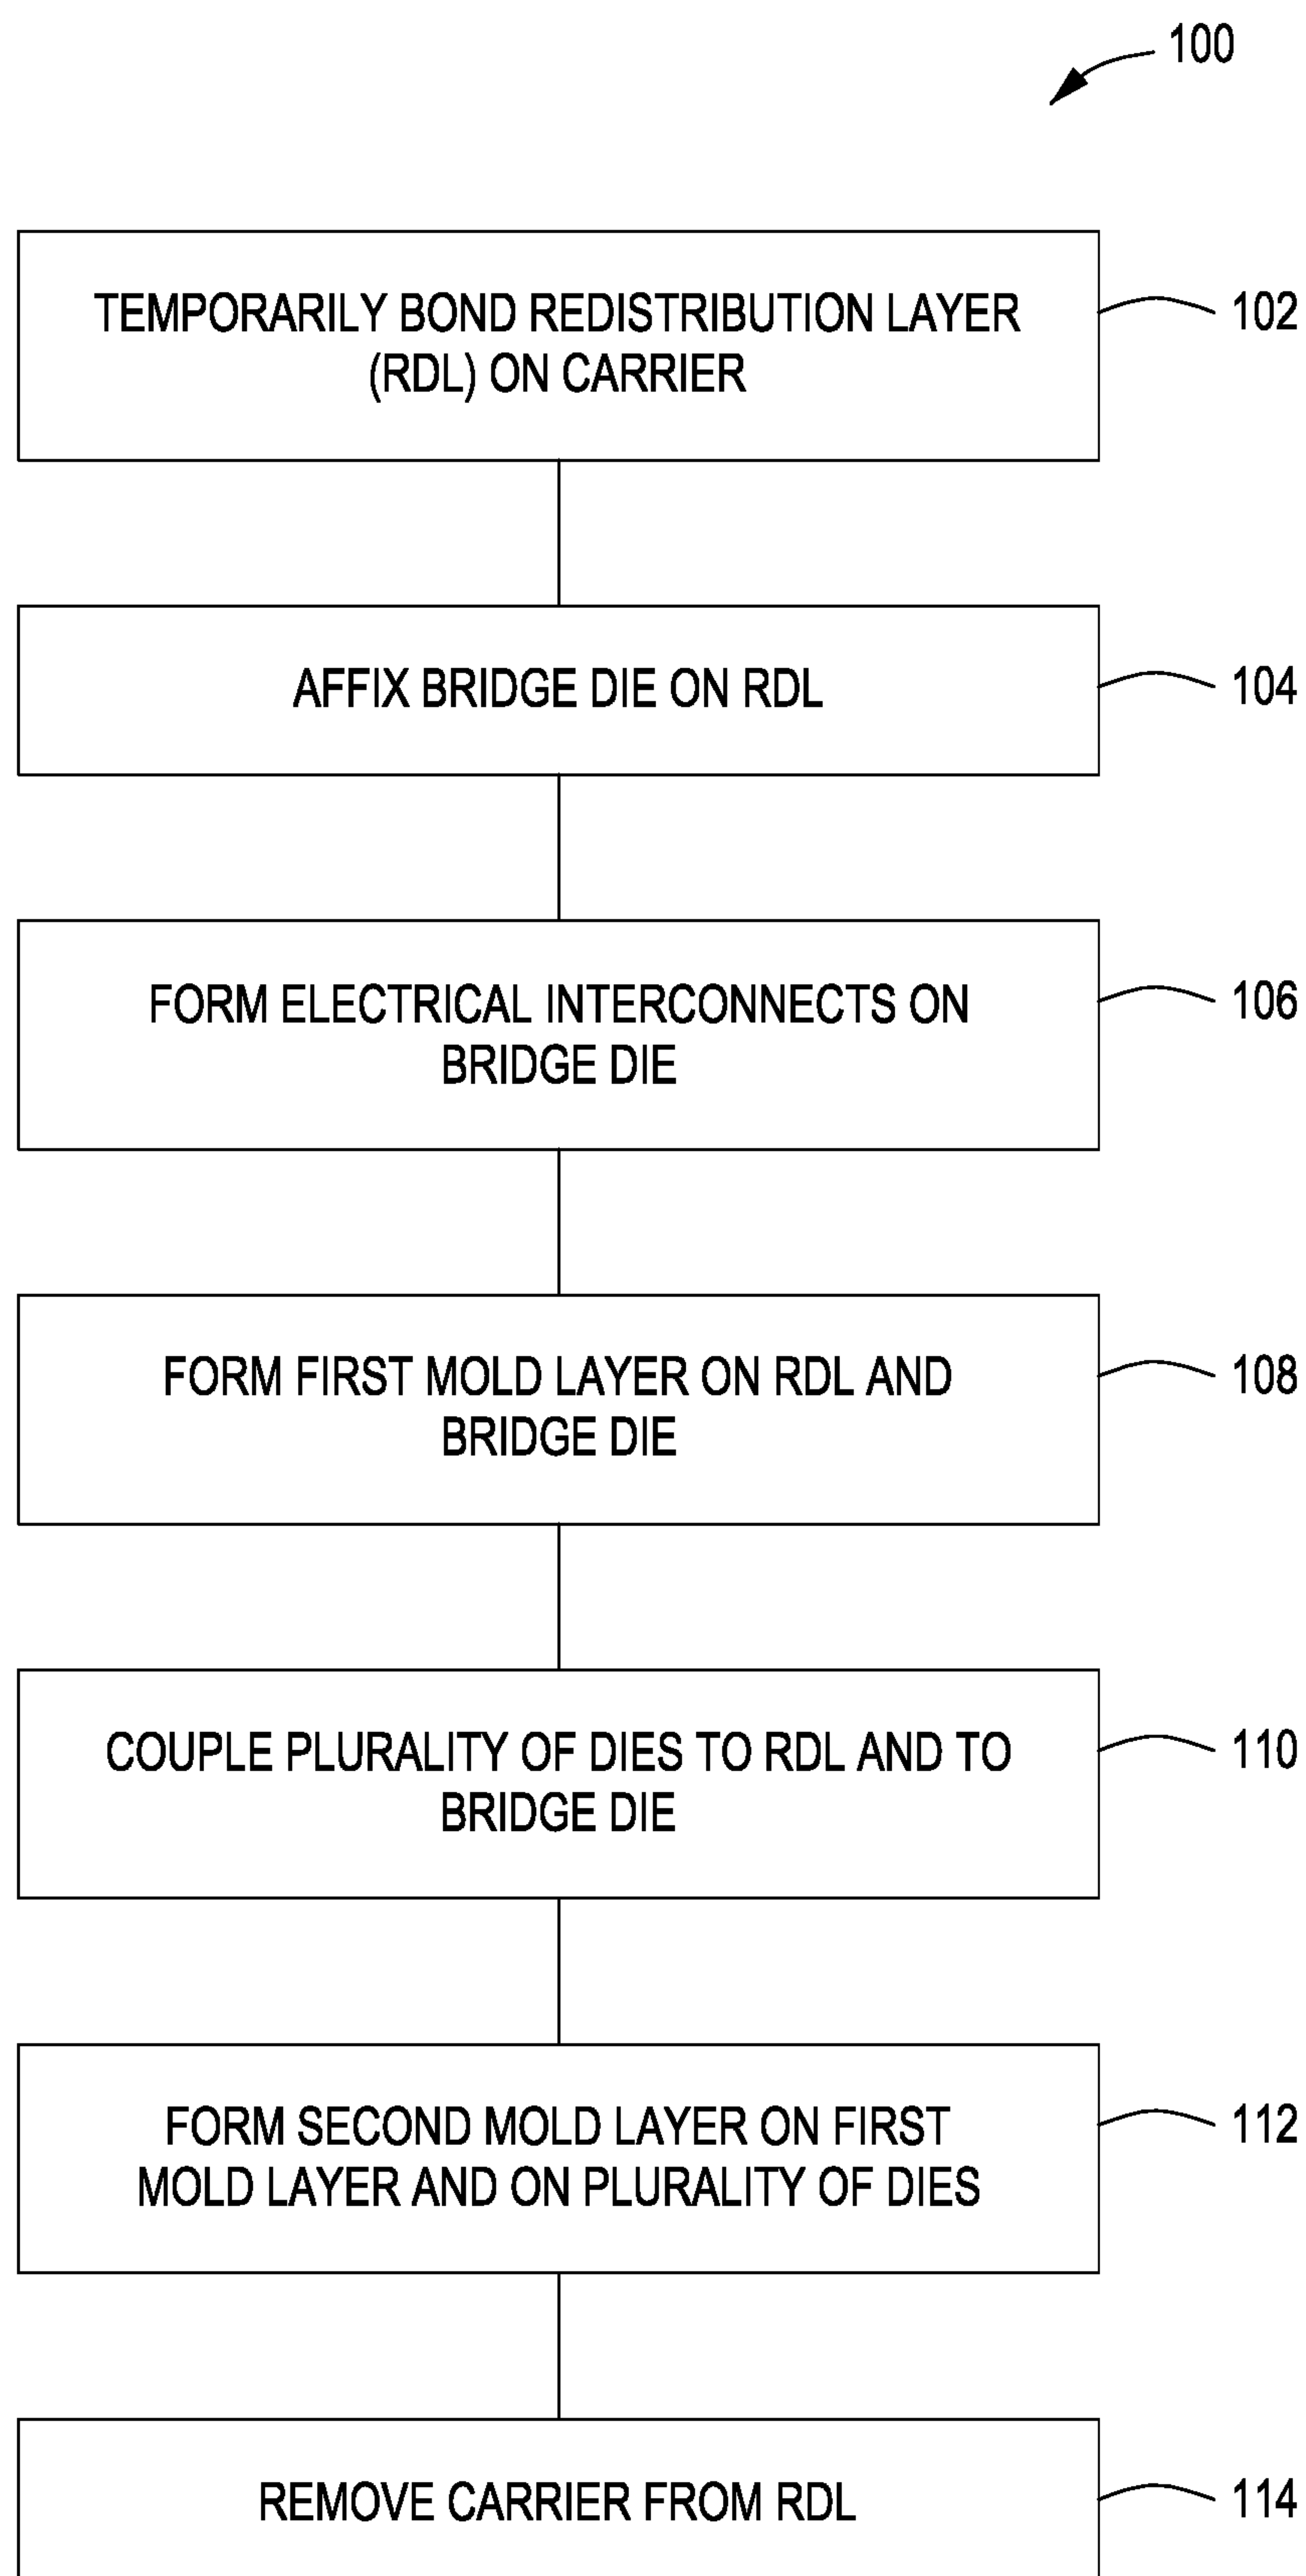 100
TEMPORARILY BOND REDISTRIBUTION LAYER
(RDL) ON CARRIER
102
AFFIX BRIDGE DIE ON RDL
104
FORM ELECTRICAL INTERCONNECTS ON
BRIDGE DIE
106
FORM FIRST MOLD LAYER ON RDL AND
BRIDGE DIE
108
COUPLE PLURALITY OF DIES TO RDL AND TO
BRIDGE DIE
110
FORM SECOND MOLD LAYER ON FIRST
MOLD LAYER AND ON PLURALITY OF DIES
112
REMOVE CARRIER FROM RDL
114